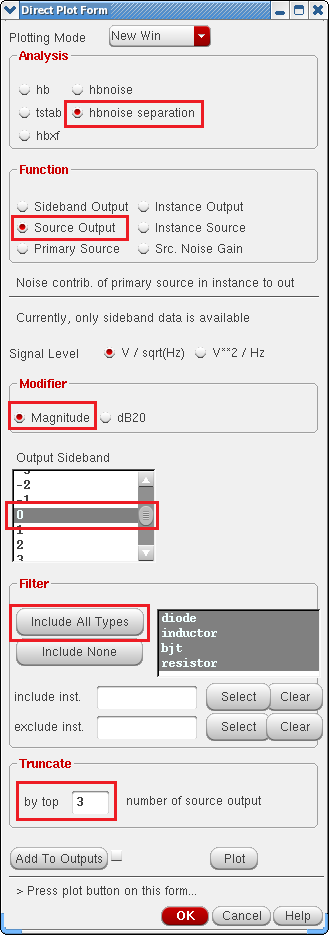 Direct Plot Form
Plotting Mode New Win
Analysis
hb hbnoise
tstab hbnoise separation
hbxf
Function
Sideband Output Instance Output
Source Output Instance Source
Primary Source Src. Noise Gain
Noise contrib. of primary source in instance to out
Currently, only sideband data is available
Signal Level V / sqrt(Hz) V**2 / Hz
Modifier
Magnitude dB20
Output Sideband
-2
-1
0
1
2
3
Filter
Include All Types
Include None
diode
inductor
bjt
resistor
include inst. Select Clear
exclude inst. Select Clear
Truncate
by top 3 number of source output
Add To Outputs Plot
> Press plot button on this form...
OK Cancel Help